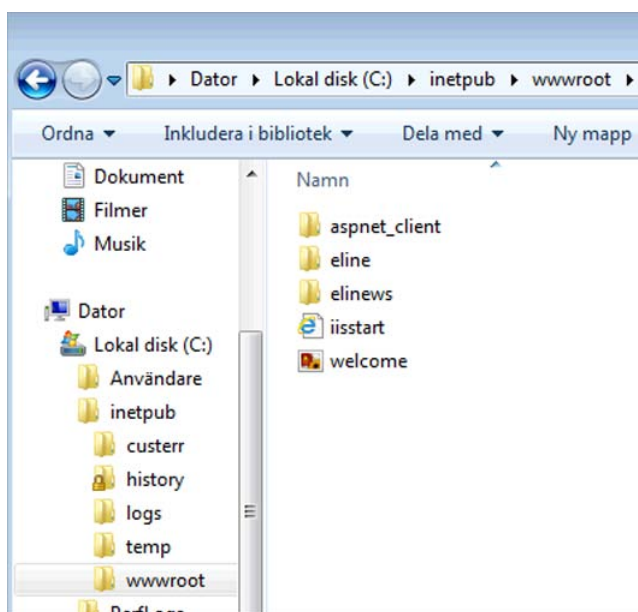 Dator Lokal disk (C:) inetpub wwwroot
Ordna Inkludera i bibliotek Dela med Ny mapp
Dokument
Filmer
Musik
Dator
Lokal disk (C:)
Användare
inetpub
custerr
history
logs
temp
wwwroot
PerfLogs
Namn
aspnet_client
eline
elinews
iisstart
welcome